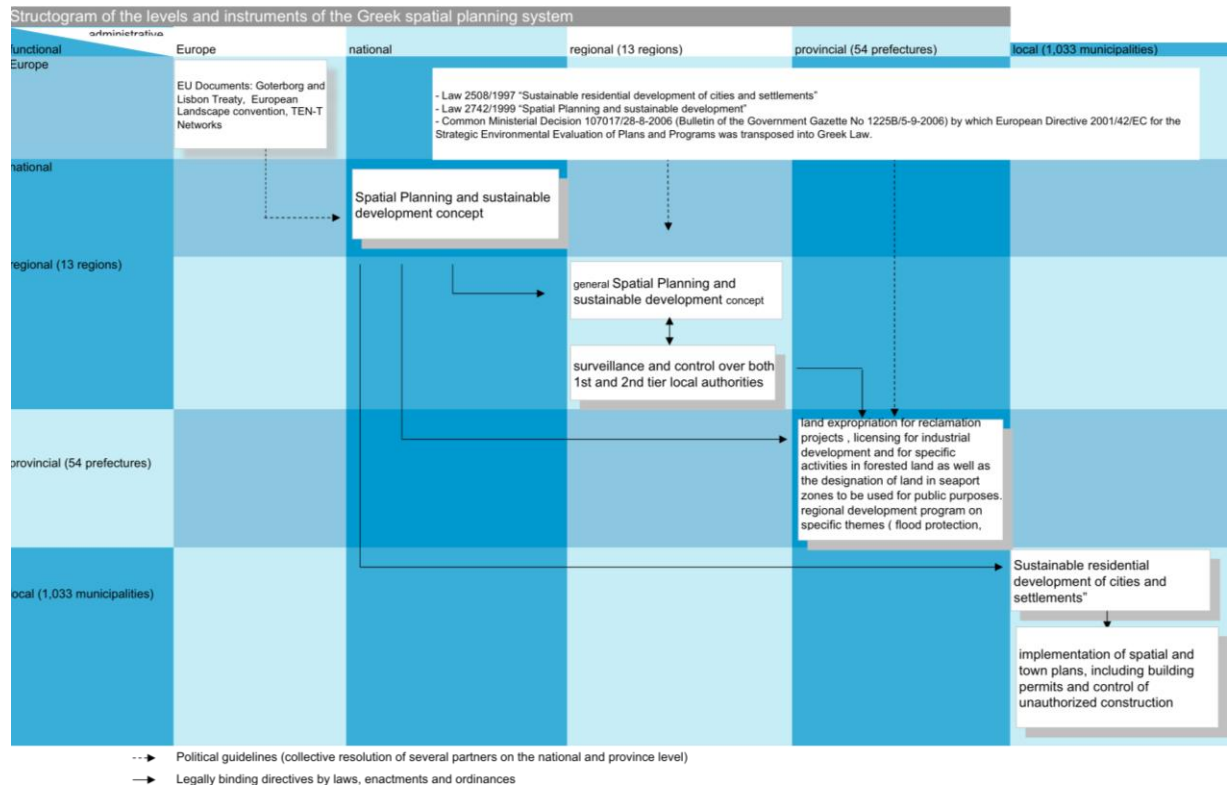 Structogram of the levels and instruments of the Greek spatial planning system
administrative
functional
Europe
national
regional (13 regions)
provincial (54 prefectures)
local (1,033 municipalities)
Europe
EU Documents: Goterborg and
Lisbon Treaty, European
Landscape convention, TEN-T
Networks
- Law 2508/1997 “Sustainable residential development of cities and settlements”
- Law 2742/1999 “Spatial Planning and sustainable development”
- Common Ministerial Decision 107017/28-8-2006 (Bulletin of the Government Gazette No 1225B/5-9-2006) by which European Directive 2001/42/EC for the
Strategic Environmental Evaluation of Plans and Programs was transposed into Greek Law.
national
Spatial Planning and sustainable
development concept
regional (13 regions)
general Spatial Planning and
sustainable development concept
surveillance and control over both
1st and 2nd tier local authorities
provincial (54 prefectures)
land expropriation for reclamation
projects , licensing for industrial
development and for specific
activities in forested land as well as
the designation of land in seaport
zones to be used for public purposes.
regional development program on
specific themes ( flood protection,
local (1,033 municipalities)
Sustainable residential
development of cities and
settlements”
implementation of spatial and
town plans, including building
permits and control of
unauthorized construction
Political guidelines (collective resolution of several partners on the national and province level)
Legally binding directives by laws, enactments and ordinances